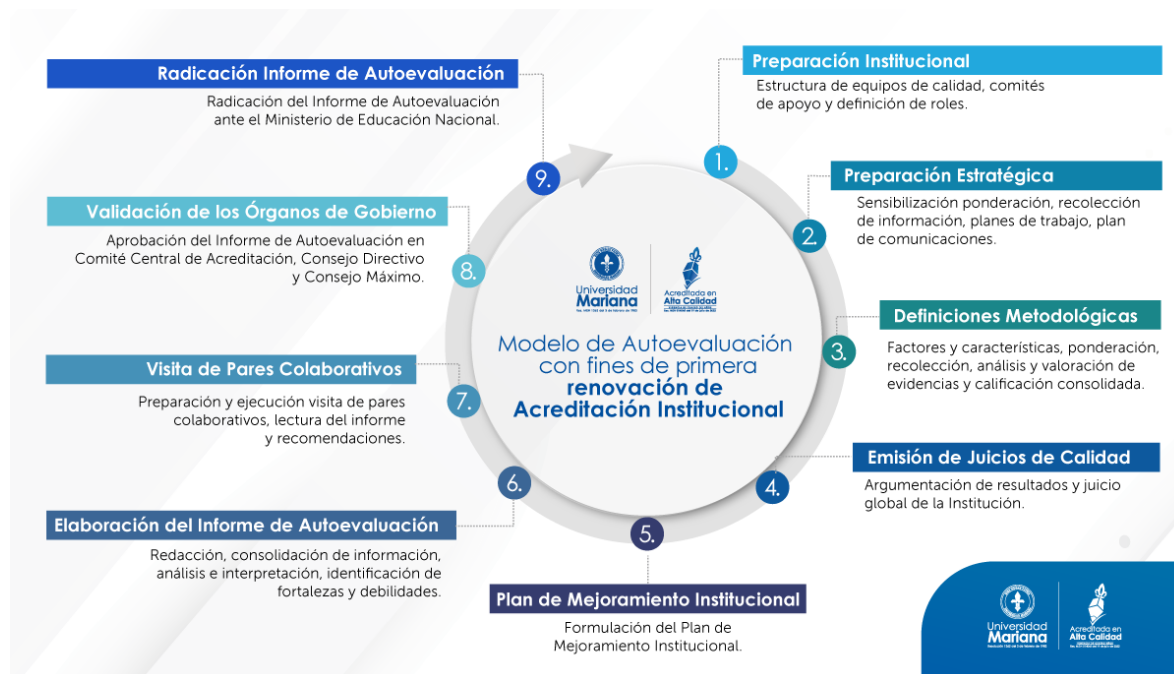 Preparación Institucional
Estructura de equipos de calidad, comités
de apoyo y definición de roles.
1.
Preparación Estratégica
Sensibilización ponderación, recolección
de información, planes de trabajo, plan
de comunicaciones.
2.
Definiciones Metodológicas
Factores y características, ponderación,
recolección, análisis y valoración de
evidencias y calificación consolidada.
3.
Emisión de Juicios de Calidad
Argumentación de resultados y juicio
global de la Institución.
4.
Plan de Mejoramiento Institucional
Formulación del Plan de
Mejoramiento Institucional.
5.
Elaboración del Informe de Autoevaluación
Redacción, consolidación de información,
análisis e interpretación, identificación de
fortalezas y debilidades.
6.
Visita de Pares Colaborativos
Preparación y ejecución visita de pares
colaborativos, lectura del informe
y recomendaciones.
7.
Validación de los Órganos de Gobierno
Aprobación del Informe de Autoevaluación en
Comité Central de Acreditación, Consejo Directivo
y Consejo Máximo.
8.
Radicación Informe de Autoevaluación
Radicación del Informe de Autoevaluación
ante el Ministerio de Educación Nacional.
9.
Universidad
Mariana
Acreditada en
Alta Calidad
Modelo de Autoevaluación
con fines de primera
renovación de
Acreditación Institucional
Universidad
Mariana
Acreditada en
Alta Calidad